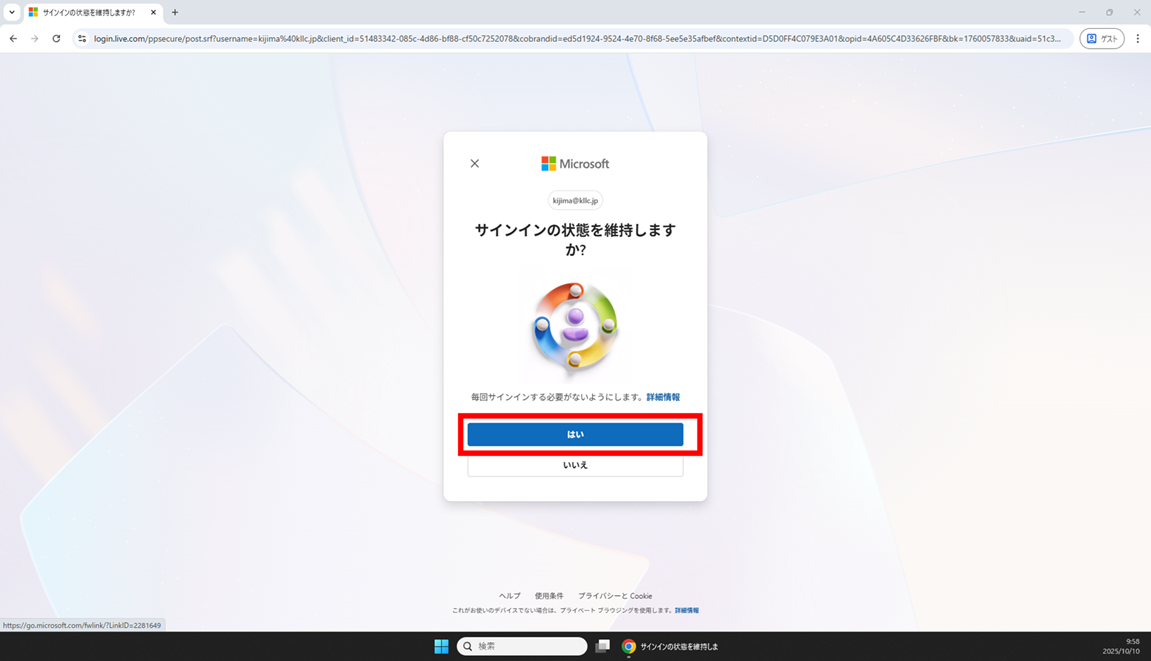 サインインの状態を維持しますか?
login.live.com/ppsecure/post.srf?username=kijima%40kllc.jp&client_id=51483342-085c-4d86-bf88-cf50c7252078&cobrandid=ed5d1924-9524-4e70-8f68-5ee5e35afbef&contextid=D5D0FF4C079E3A01&opid=4A605C4D33626FBF&bk=1760057833&uaid=51c3...
ゲスト
Microsoft
kijima@kllc.jp
サインインの状態を維持します
か?
毎回サインインする必要がないようにします。詳細情報
はい
いいえ
ヘルプ 使用条件 プライバシーと Cookie
これがお使いのデバイスでない場合は、プライベート ブラウジングを使用します。詳細情報
https://go.microsoft.com/fwlink/?LinkID=2281649
検索
サインインの状態を維持しま
9:58
2025/10/10